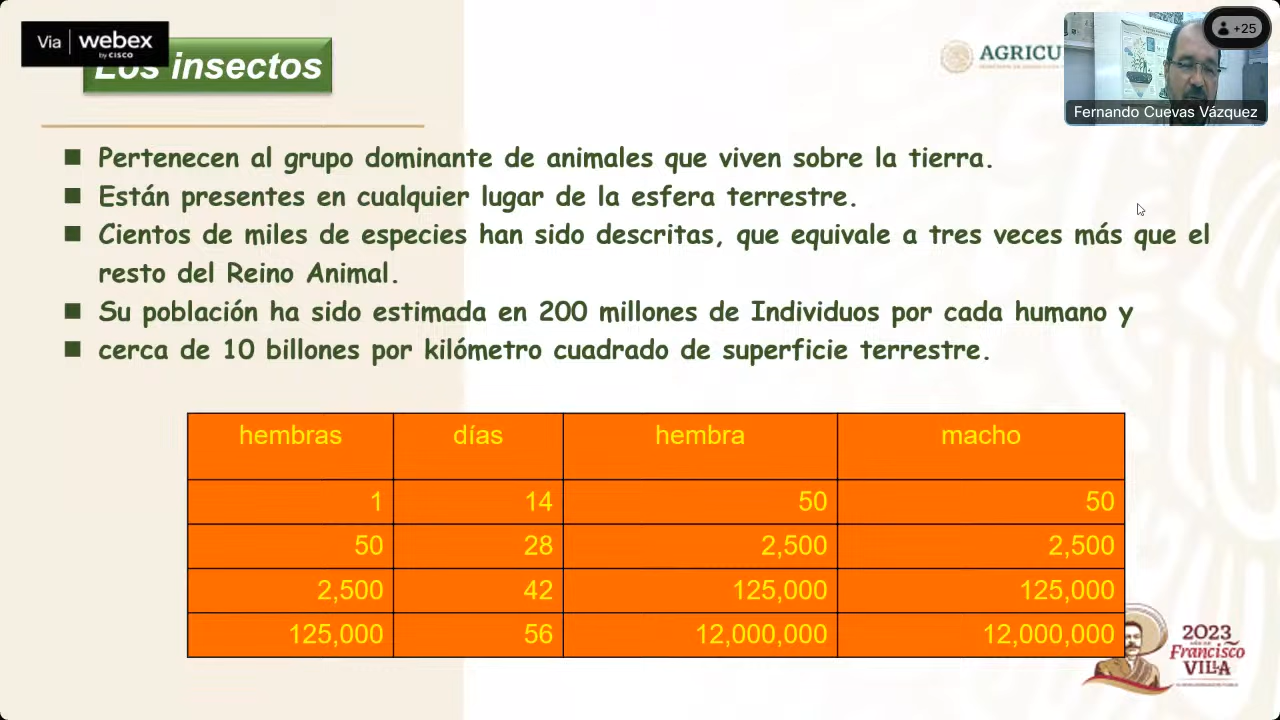 Via webex
by CISCO
Los insectos
AGRICU
+25
Fernando Cuevas Vázquez
Pertenecen al grupo dominante de animales que viven sobre la tierra.
Están presentes en cualquier lugar de la esfera terrestre.
Cientos de miles de especies han sido descritas, que equivale a tres veces más que el
resto del Reino Animal.
Su población ha sido estimada en 200 millones de Individuos por cada humano y
cerca de 10 billones por kilómetro cuadrado de superficie terrestre.
hembras días hembra macho
1 14 50 50
50 28 2,500 2,500
2,500 42 125,000 125,000
125,000 56 12,000,000 12,000,000
2023
Francisco
VILLA